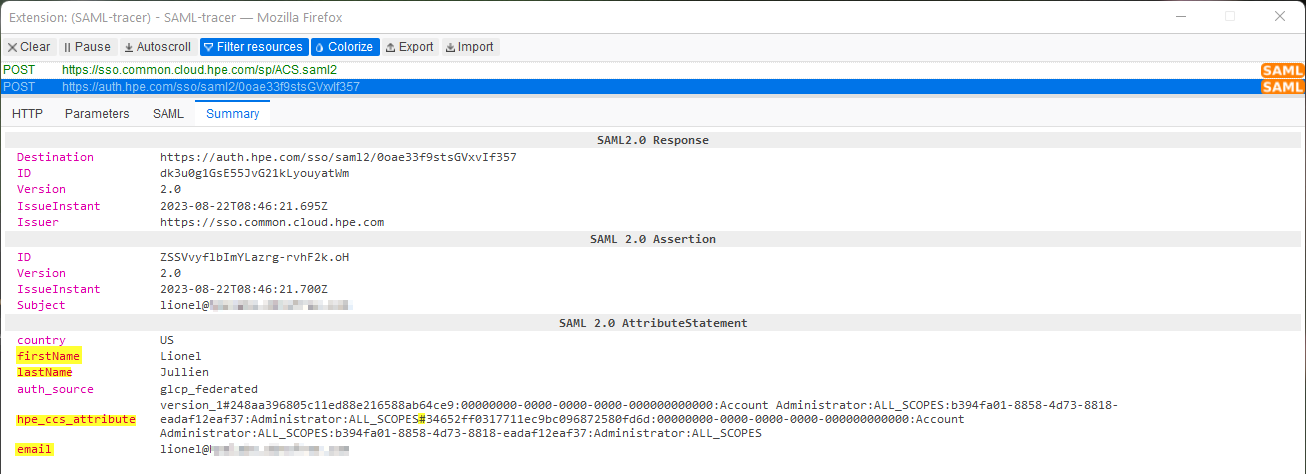 Extension: (SAML-tracer) - SAML-tracer — Mozilla Firefox
Clear Pause Autoscroll Filter resources Colorize Export Import
POST https://sso.common.cloud.hpe.com/sp/ACS.saml2 SAML
POST https://auth.hpe.com/sso/saml2/0oae33f9stsGVxvIf357 SAML
HTTP Parameters SAML Summary
SAML2.0 Response
Destination https://auth.hpe.com/sso/saml2/0oae33f9stsGVxvIf357
ID dk3u0g1GsE55JvG21kLyouyatWm
Version 2.0
IssueInstant 2023-08-22T08:46:21.695Z
Issuer https://sso.common.cloud.hpe.com
SAML 2.0 Assertion
ID ZSSVvyflbImYLazrg-rvhF2k.oH
Version 2.0
IssueInstant 2023-08-22T08:46:21.700Z
Subject lionel@
SAML 2.0 AttributeStatement
country US
firstName Lionel
lastName Jullien
auth_source glcp_federated
version_1#248aa396805c11ed88e216588ab64ce9:00000000-0000-0000-0000-000000000000:Account Administrator:ALL_SCOPES:b394fa01-8858-4d73-8818-
hpe_ccs_attribute eadaf12eaf37:Administrator:ALL_SCOPES#34652ff0317711ec9bc096872580fd6d:00000000-0000-0000-0000-000000000000:Account
Administrator:ALL_SCOPES:b394fa01-8858-4d73-8818-eadaf12eaf37:Administrator:ALL_SCOPES
email lionel@